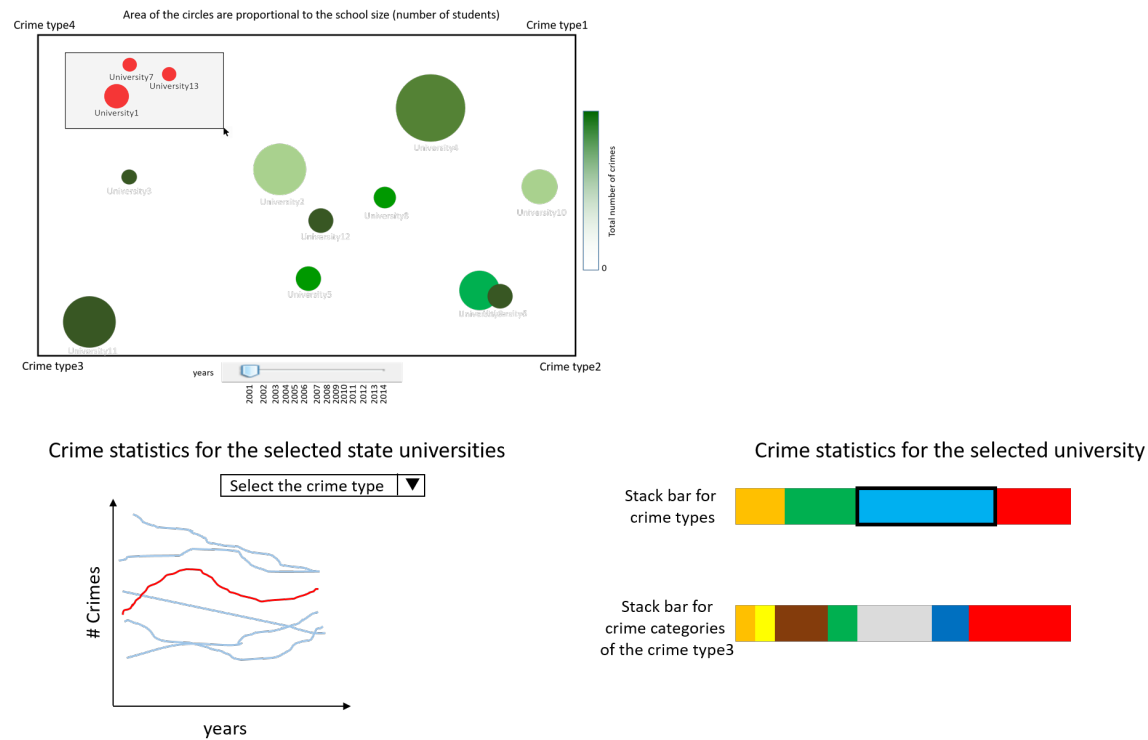 Area of the circles are proportional to the school size (number of students)
Crime type4
Crime type1
University7
University13
University1
University4
University3
University2
University10
University12
University5
University11
Total number of crimes
0
Crime type3
Crime type2
years
2001
2002
2003
2004
2005
2006
2007
2008
2009
2010
2011
2012
2013
2014
Crime statistics for the selected state universities
Select the crime type
# Crimes
years
Crime statistics for the selected university
Stack bar for
crime types
Stack bar for
crime categories
of the crime type3